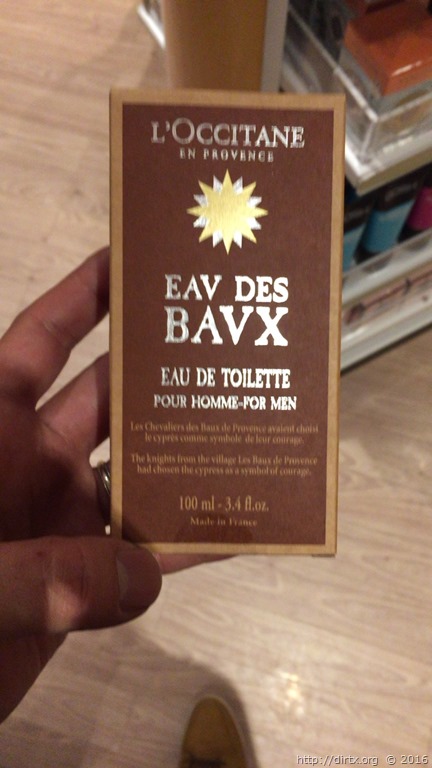 L'OCCITANE
EN PROVENCE
EAV DES
BAVX
EAU DE TOILETTE
POUR HOMME-FOR MEN
Les Chevaliers des Baux de Provence avaient choisi
le cyprès comme symbole de leur courage.
The knights from the village Les Baux de Provence
had chosen the cypress as a symbol of courage.
100 ml - 3.4 fl.oz.
Made in France
http://dirtx.org © 2016